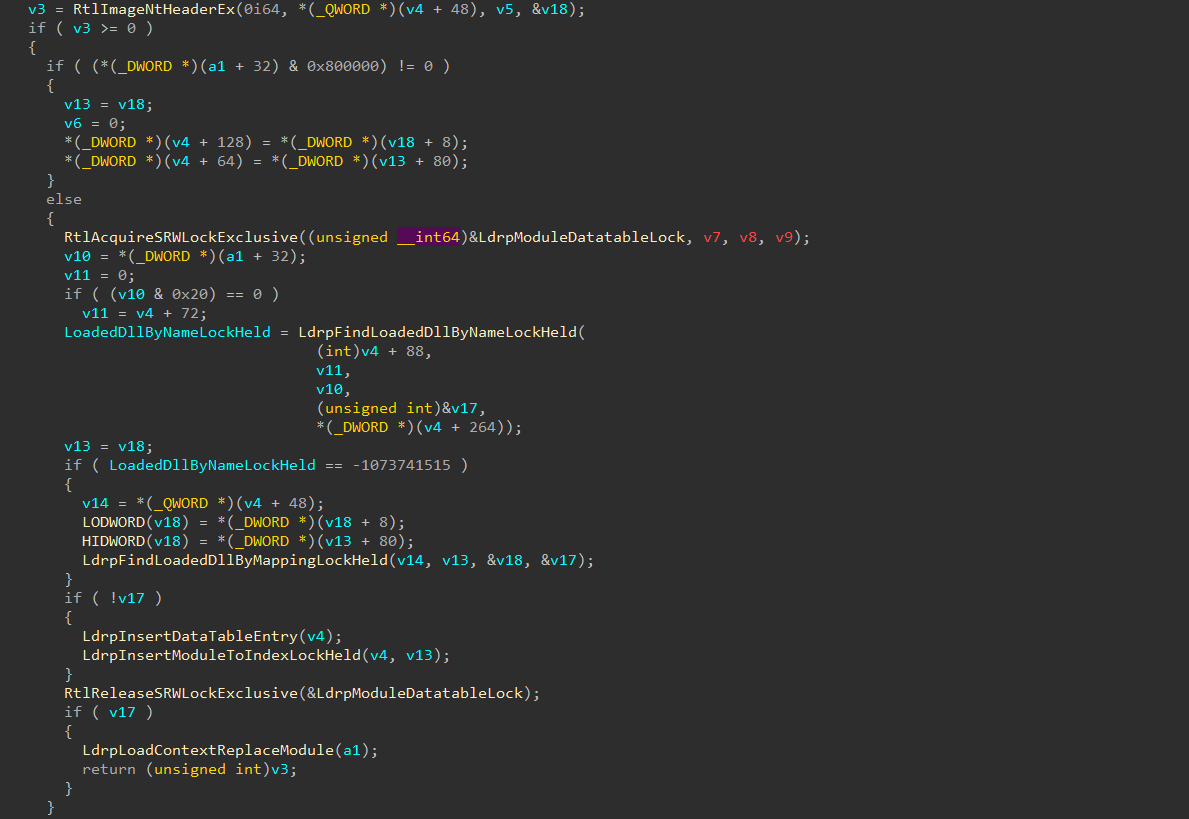 v3 = RtlImageNtHeaderEx(0i64, *(_QWORD *)(v4 + 48), v5, &v18);
if ( v3 >= 0 )
{
if ( (*(_DWORD *)(a1 + 32) & 0x800000) != 0 )
{
v13 = v18;
v6 = 0;
*(_DWORD *)(v4 + 128) = *(_DWORD *)(v18 + 8);
*(_DWORD *)(v4 + 64) = *(_DWORD *)(v13 + 80);
}
else
{
RtlAcquireSRWLockExclusive((unsigned __int64)&LdrpModuleDatatableLock, v7, v8, v9);
v10 = *(_DWORD *)(a1 + 32);
v11 = 0;
if ( (v10 & 0x20) == 0 )
v11 = v4 + 72;
LoadedDllByNameLockHeld = LdrpFindLoadedDllByNameLockHeld(
(int)v4 + 88,
v11,
v10,
(unsigned int)&v17,
*(_DWORD *)(v4 + 264));
v13 = v18;
if ( LoadedDllByNameLockHeld == -1073741515 )
{
v14 = *(_QWORD *)(v4 + 48);
LODWORD(v18) = *(_DWORD *)(v18 + 8);
HIDWORD(v18) = *(_DWORD *)(v13 + 80);
LdrpFindLoadedDllByMappingLockHeld(v14, v13, &v18, &v17);
}
if ( !v17 )
{
LdrpInsertDataTableEntry(v4);
LdrpInsertModuleToIndexLockHeld(v4, v13);
}
RtlReleaseSRWLockExclusive(&LdrpModuleDatatableLock);
if ( v17 )
{
LdrpLoadContextReplaceModule(a1);
return (unsigned int)v3;
}
}